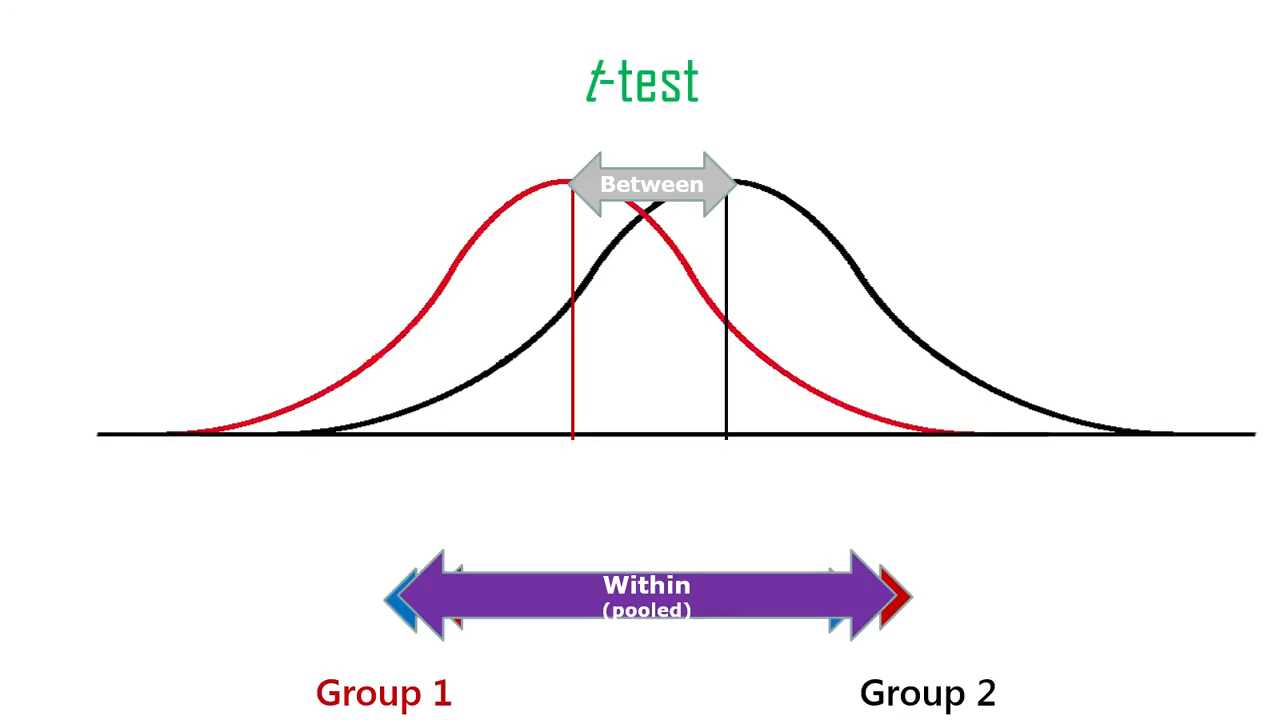 t-test
Between
Within
(pooled)
Group 1
Group 2